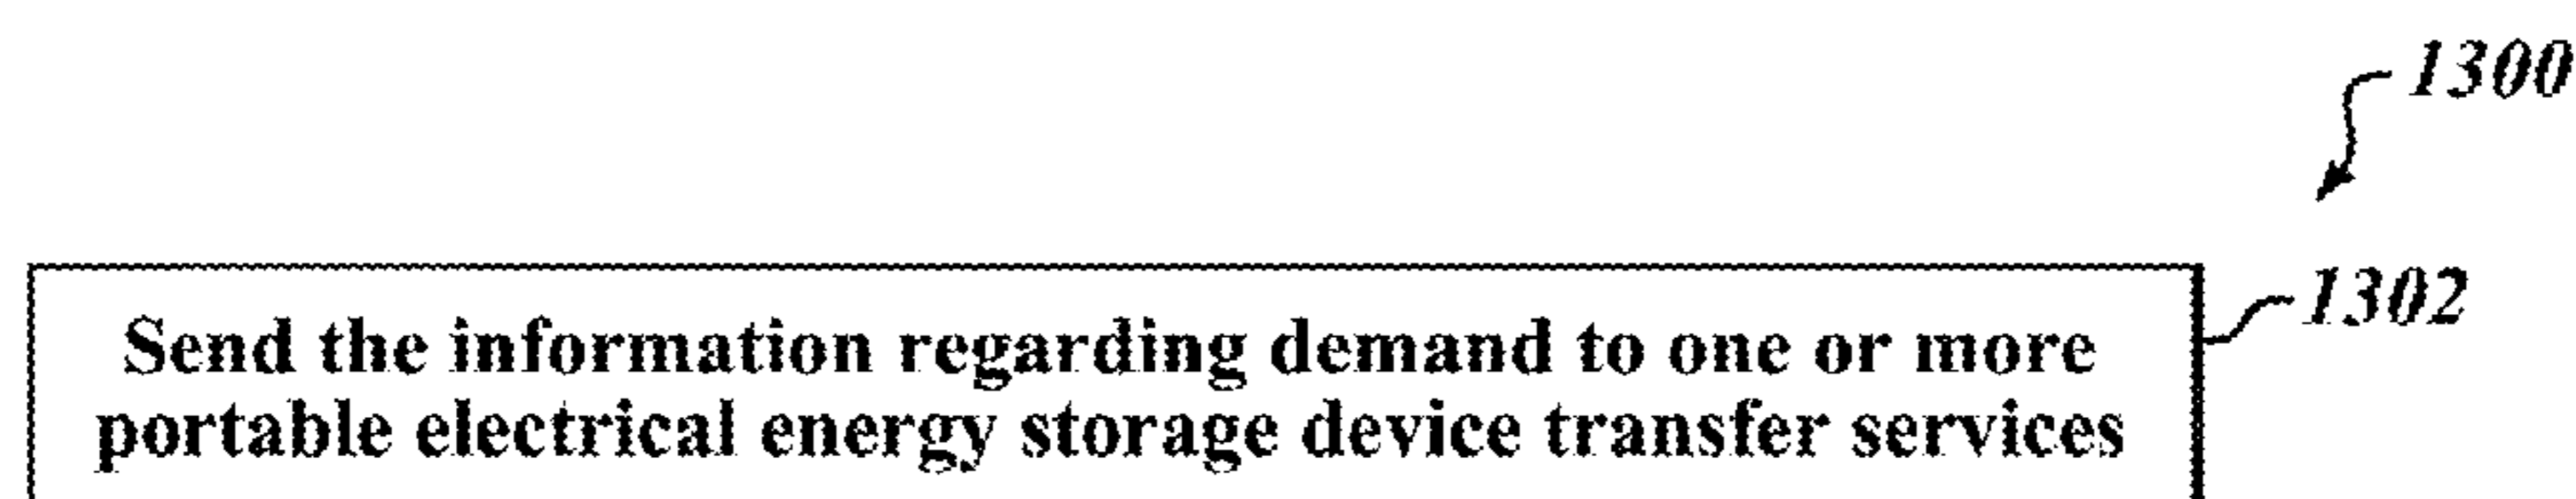 1300
1302
Send the information regarding demand to one or more
portable electrical energy storage device transfer services